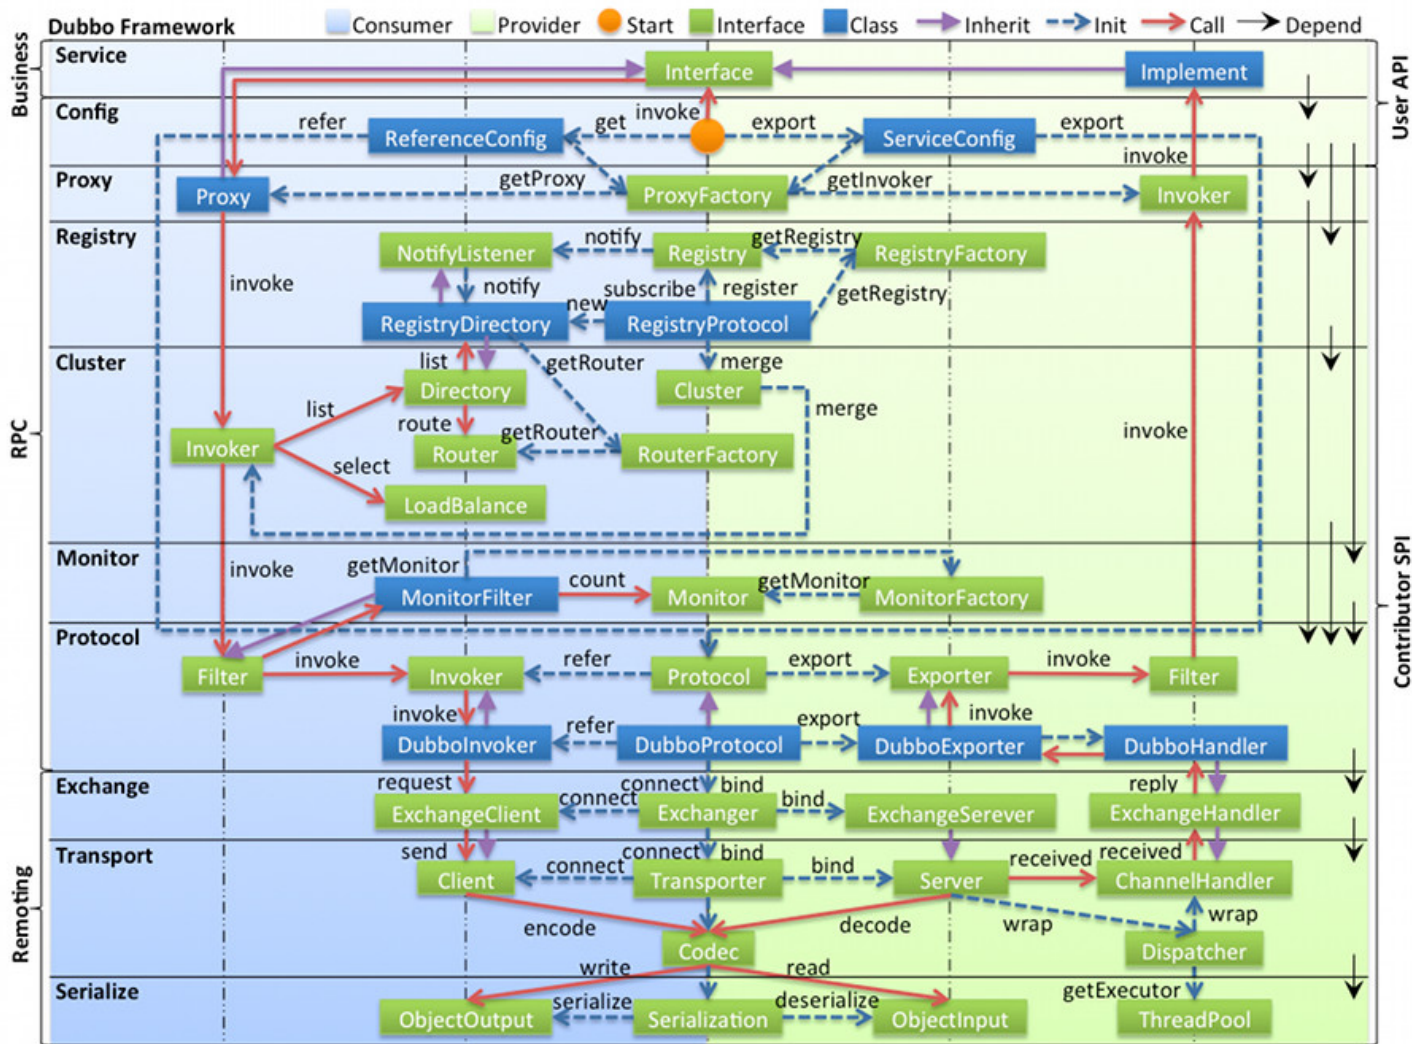 Dubbo Framework
Consumer Provider Start Interface Class Inherit Init Call Depend
Business
RPC
Remoting
User API
Contributor SPI
Service
Interface Implement
Config
refer ReferenceConfig get invoke export ServiceConfig export
invoke
Proxy
Proxy getProxy ProxyFactory getInvoker Invoker
Registry
NotifyListener notify Registry getRegistry RegistryFactory
invoke notify subscribe register getRegistry
RegistryDirectory new RegistryProtocol
Cluster
list getRouter merge
Directory Cluster
list merge
route getRouter invoke
Invoker Router RouterFactory
select
LoadBalance
Monitor
invoke getMonitor
MonitorFilter count Monitor getMonitor MonitorFactory
Protocol
Filter invoke Invoker refer Protocol export Exporter invoke Filter
invoke refer export invoke
DubboInvoker DubboProtocol DubboExporter DubboHandler
Exchange
request connect bind reply
ExchangeClient connect Exchanger bind ExchangeSerever ExchangeHandler
Transport
send connect bind received received
Client connect Transporter bind Server ChannelHandler
encode decode wrap wrap
Codec Dispatcher
write read
Serialize
serialize deserialize getExecutor
ObjectOutput Serialization ObjectInput ThreadPool